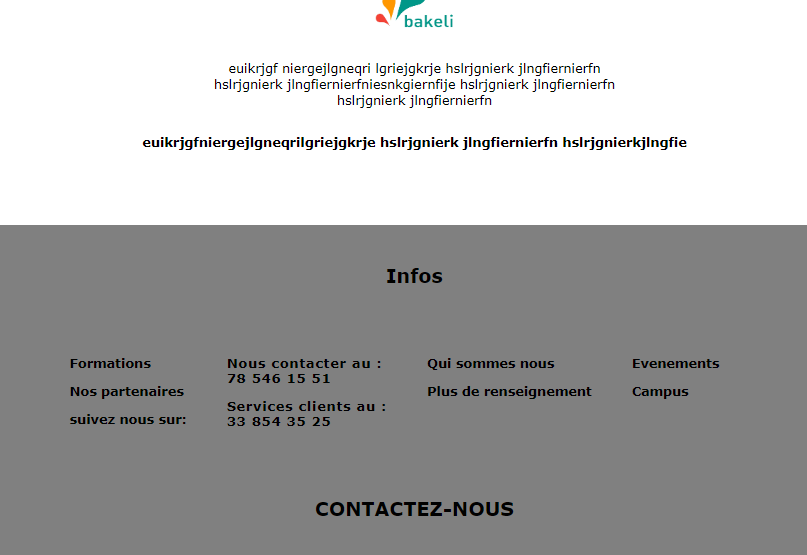 bakeli
euikrjgf niergejlgneqri lgriejgkrje hslrjgnierk jlngfiernierfn
hslrjgnierk jlngfiernierfniesnkgiernfije hslrjgnierk jlngfiernierfn
hslrjgnierk jlngfiernierfn
euikrjgfniergejlgneqrilgriejgkrje hslrjgnierk jlngfiernierfn hslrjgnierkjlngfie
Infos
Formations
Nos partenaires
suivez nous sur:
Nous contacter au :
78 546 15 51
Services clients au :
33 854 35 25
Qui sommes nous
Plus de renseignement
Evenements
Campus
CONTACTEZ-NOUS